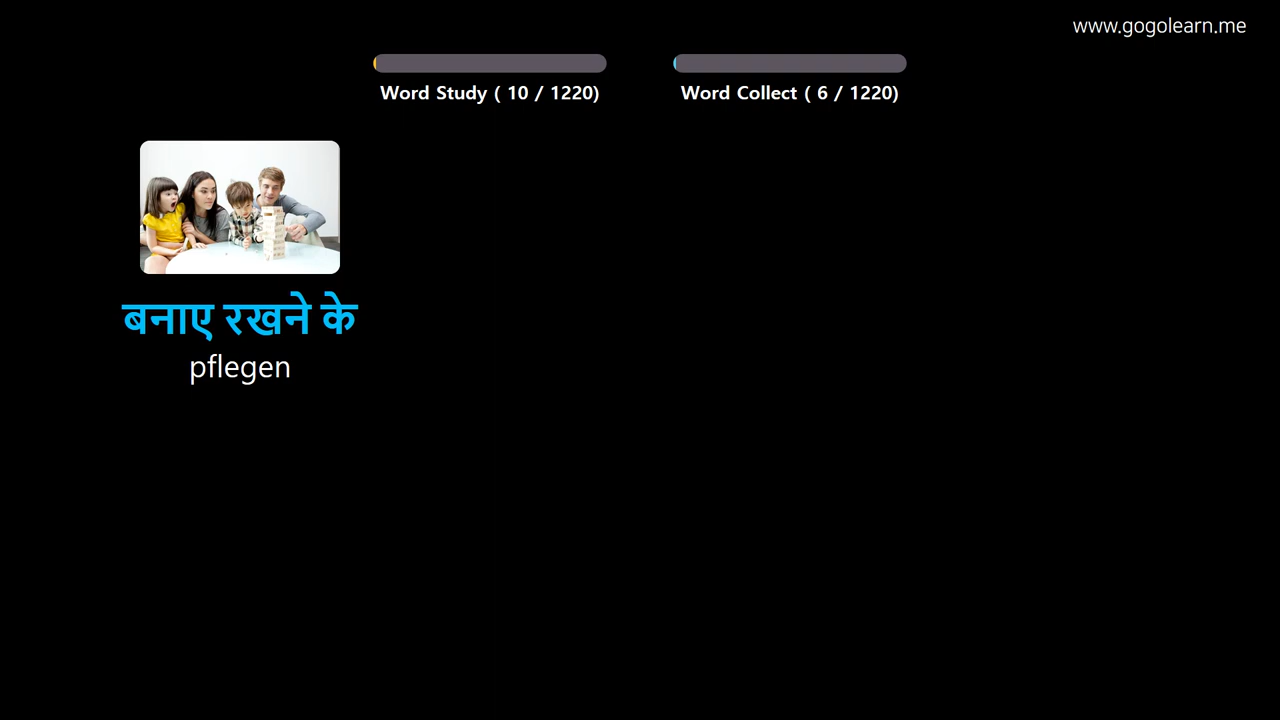 www.gogolearn.me
Word Study ( 10 / 1220)
Word Collect ( 6 / 1220)
बनाए रखने के
pflegen